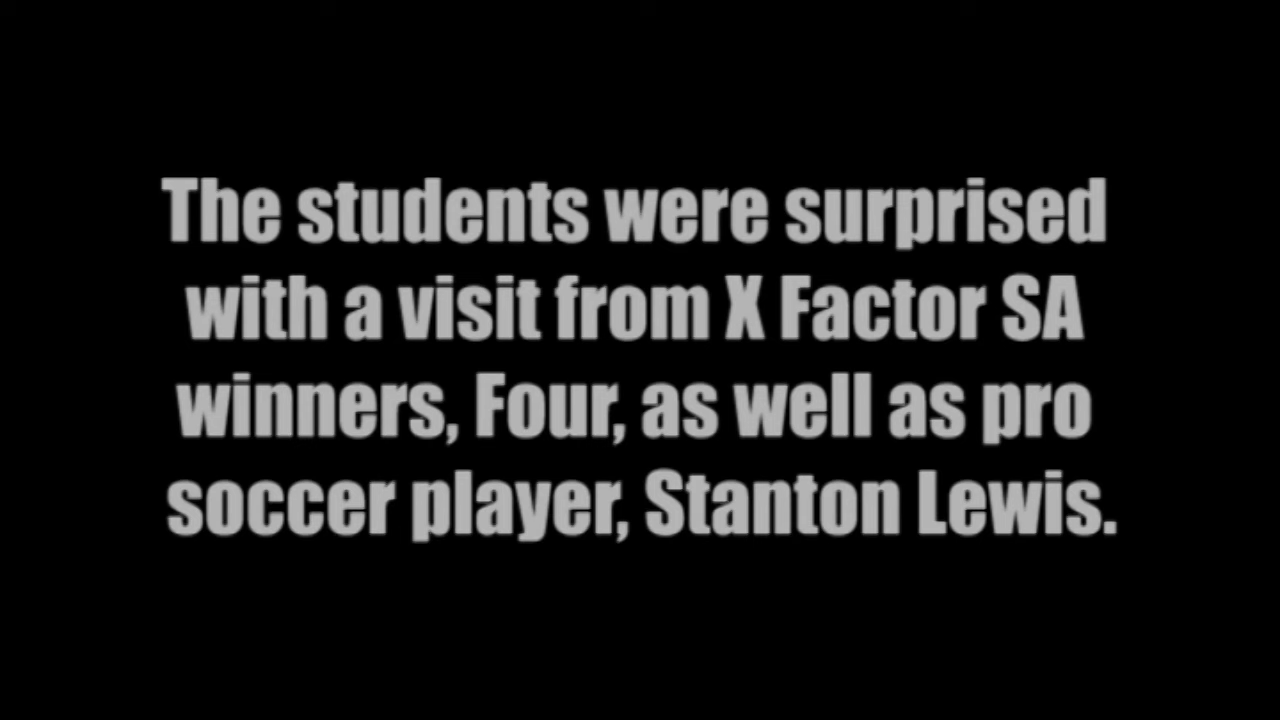 The students were surprised
with a visit from X Factor SA
winners, Four, as well as pro
soccer player, Stanton Lewis.